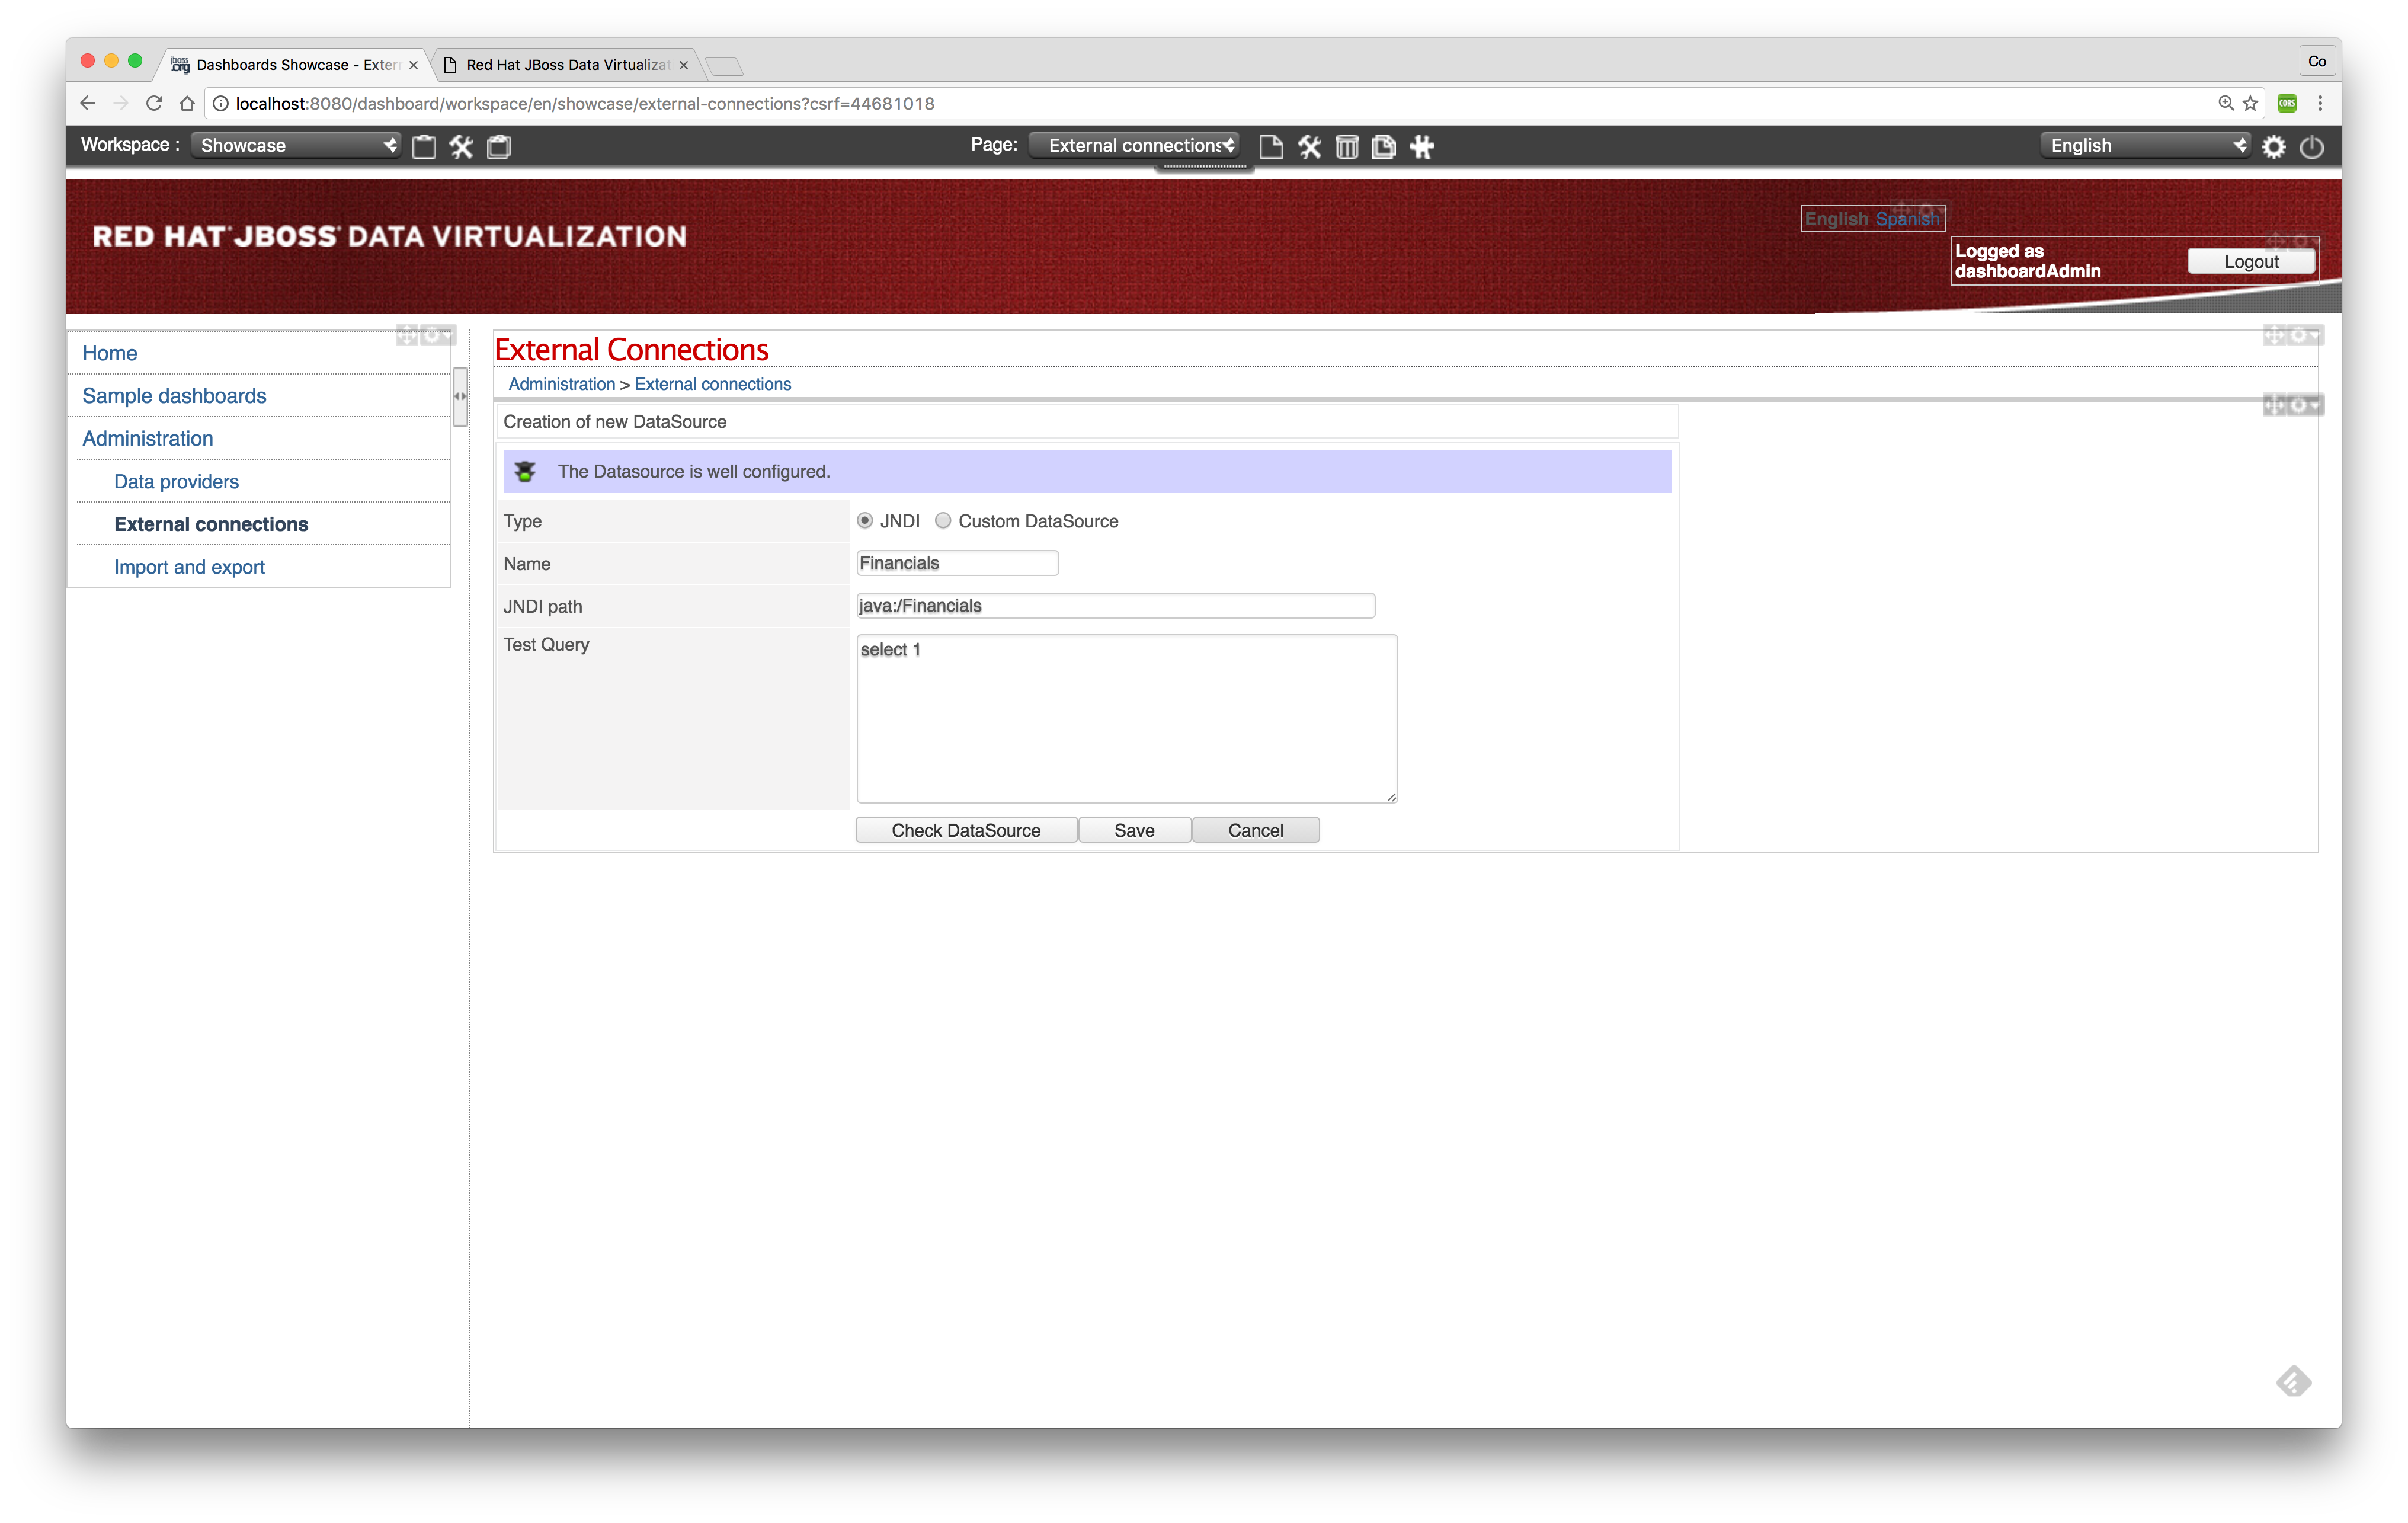 Dashboards Showcase - Exter
Red Hat JBoss Data Virtualizat
Co
localhost:8080/dashboard/workspace/en/showcase/external-connections?csrf=44681018
CORS
Workspace :
Showcase
Page:
External connections
English
RED HAT JBOSS DATA VIRTUALIZATION
English Spanish
Logged as
dashboardAdmin
Logout
Home
Sample dashboards
Administration
Data providers
External connections
Import and export
External Connections
Administration > External connections
Creation of new DataSource
The Datasource is well configured.
Type
JNDI
Custom DataSource
Name
Financials
JNDI path
java:/Financials
Test Query
select 1
Check DataSource
Save
Cancel